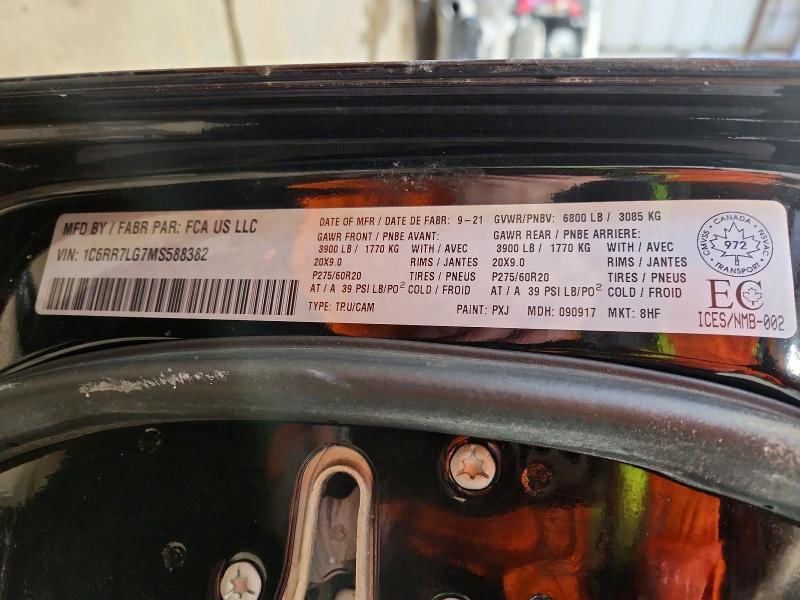 MFD BY / FABR PAR: FCA US LLC
VIN: 1C6RR7LG7MS588382
DATE OF MFR / DATE DE FABR: 9-21
GAWR FRONT / PNBE AVANT:
3900 LB / 1770 KG WITH / AVEC
20X9.0 RIMS / JANTES
P275/60R20 TIRES / PNEUS
AT / A 39 PSI LB/PO² COLD / FROID
TYPE: TRU/CAM
GVWR/PNBV: 6800 LB / 3085 KG
GAWR REAR / PNBE ARRIERE:
3900 LB / 1770 KG WITH / AVEC
20X9.0 RIMS / JANTES
P275/60R20 TIRES / PNEUS
AT / A 39 PSI LB/PO² COLD / FROID
PAINT: PXJ MDH: 090917 MKT: 8HF
CMVSS · CANADA · NSVAC
972
TRANSPORT
EC
ICES/NMB-002